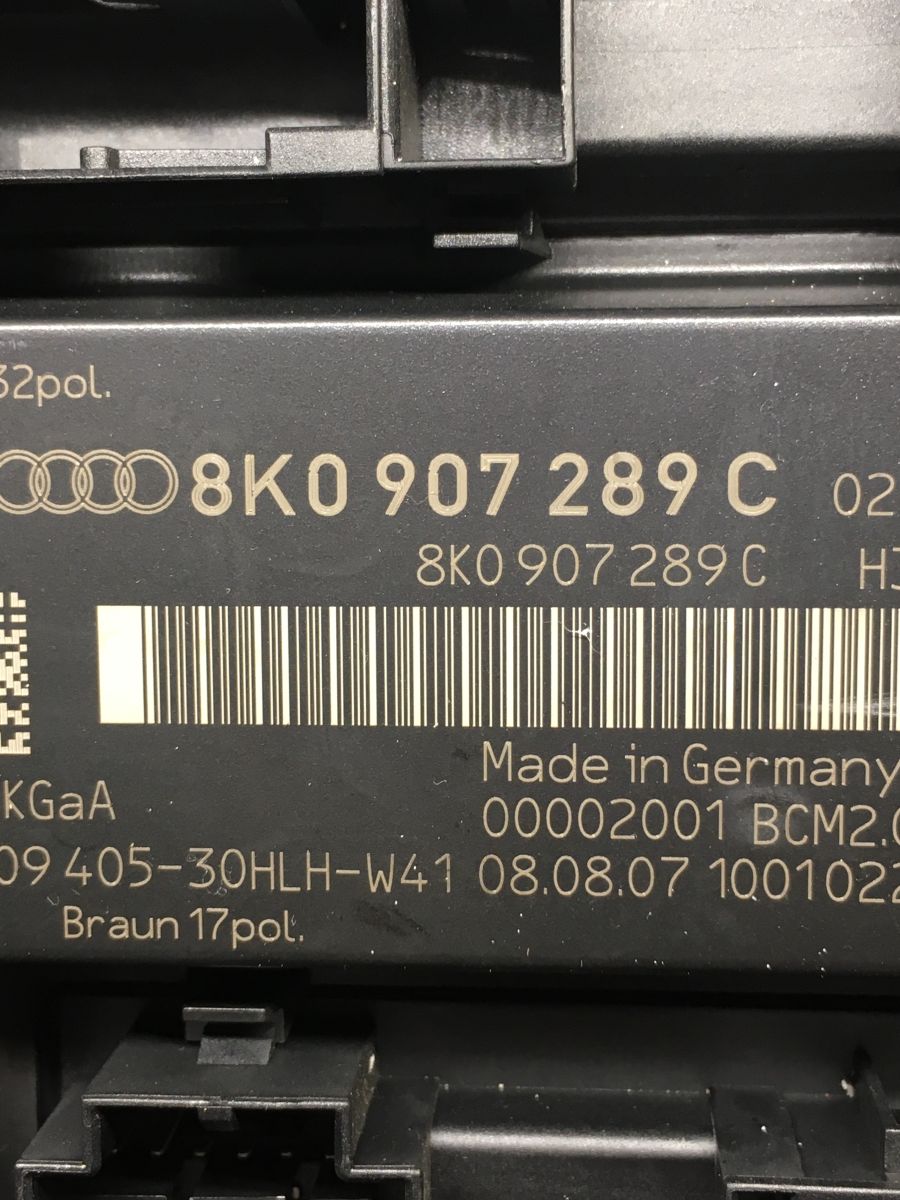 32pol.
8K0 907 289 C 02
8K0 907 289 C
Made in Germany
KGaA
00002001 BCM2.0
09 405-30HLH-W41 08.08.07 1001022
Braun 17pol.